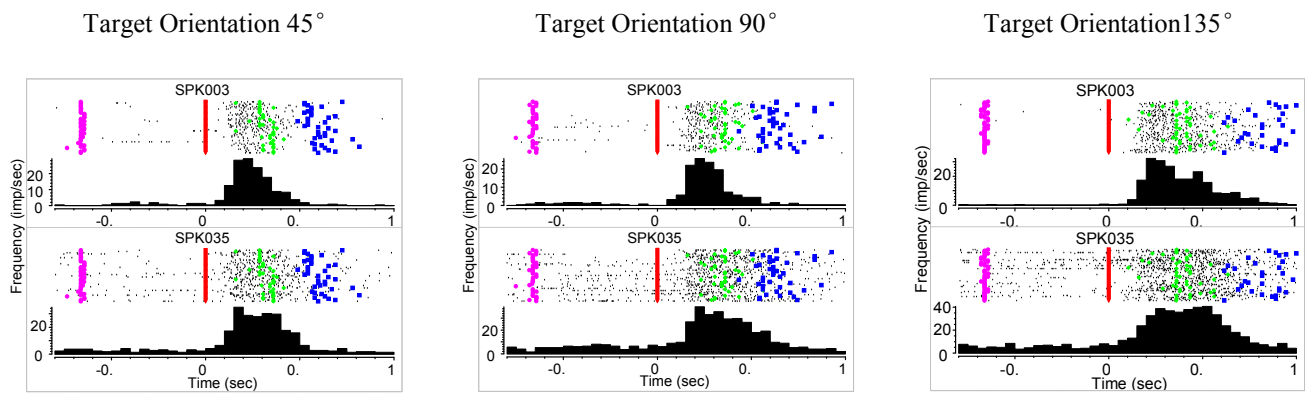 Target Orientation 45°
Target Orientation 90°
Target Orientation135°
SPK003
20
0
-0.
0
0.
1
SPK035
20
0
-0.
0
0.
1
Time (sec)
Frequency (imp/sec)
SPK003
20
0
-0.
0
0.
1
SPK035
20
0
-0.
0
0.
1
Time (sec)
Frequency (imp/sec)
SPK003
20
0
-0.
0
0.
1
SPK035
40
20
0
-0.
0
0.
1
Time (sec)
Frequency (imp/sec)